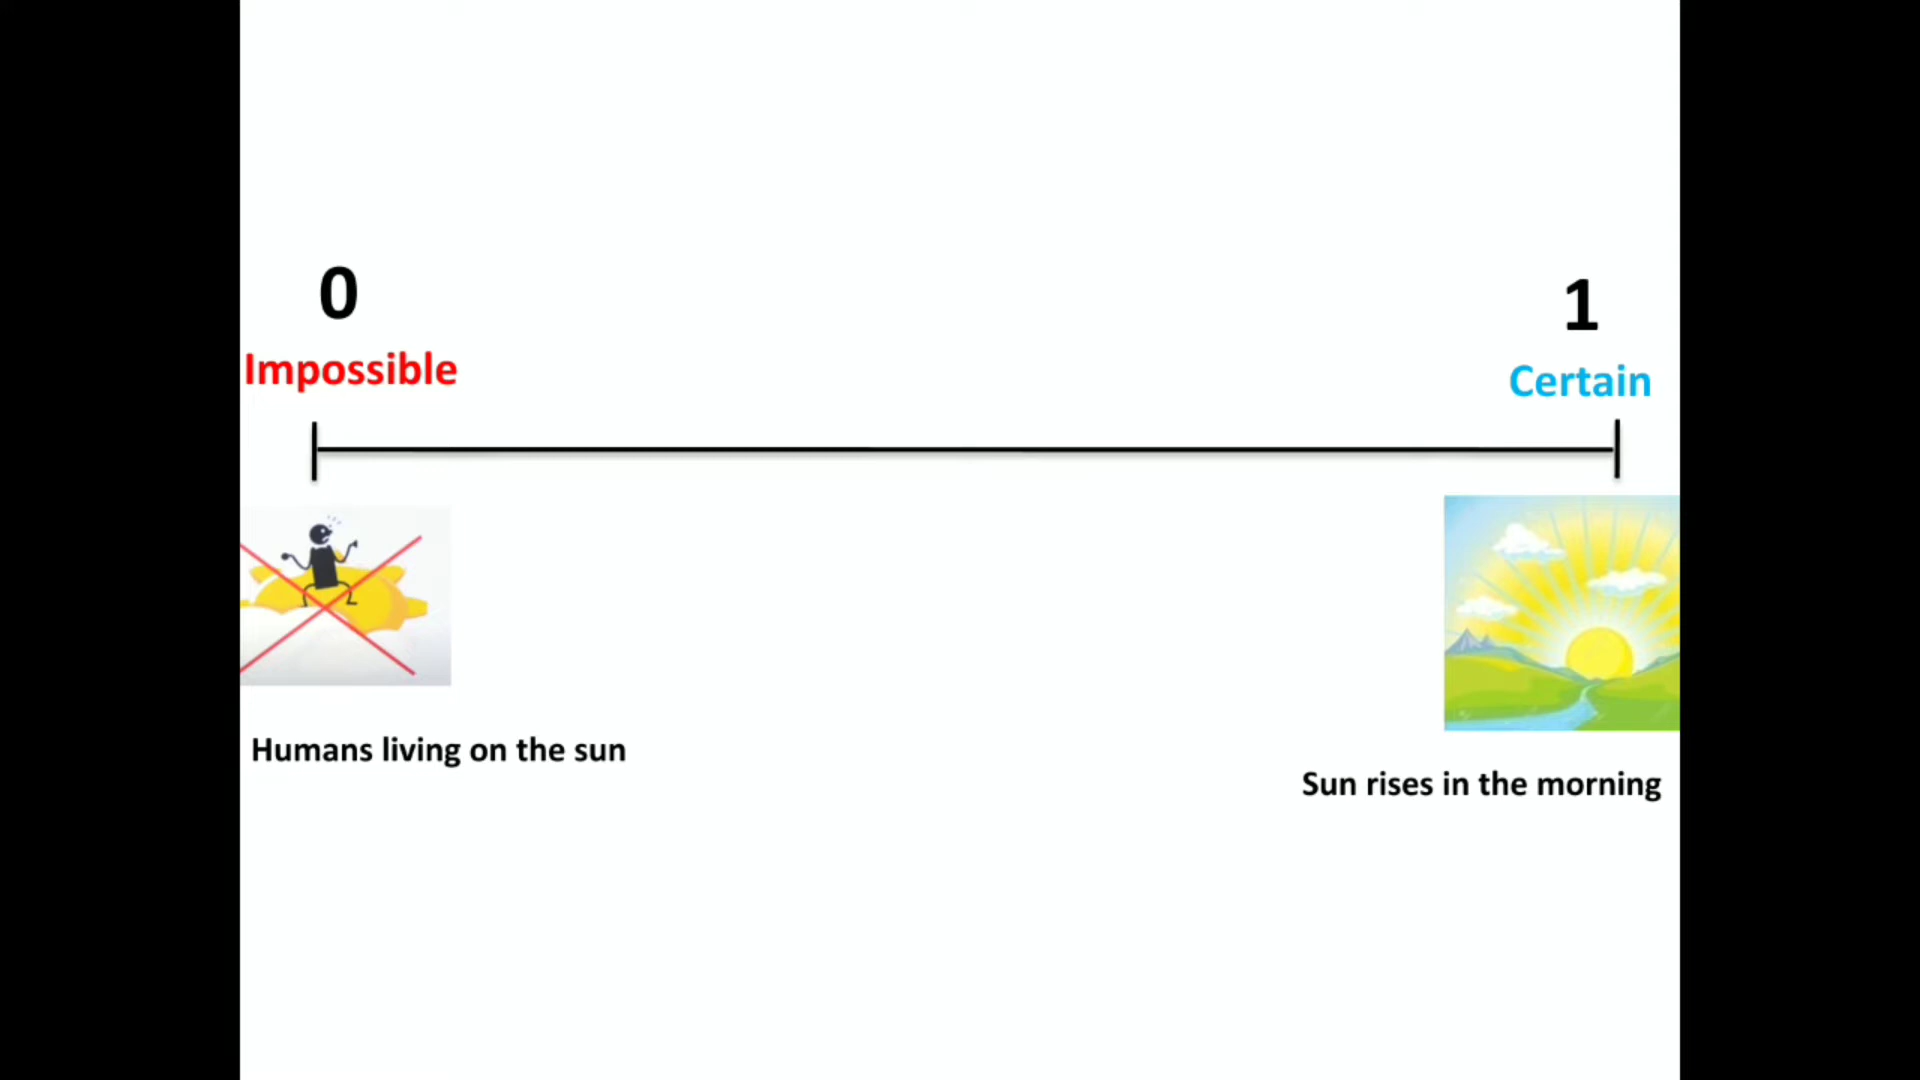 0
Impossible
1
Certain
Humans living on the sun
Sun rises in the morning